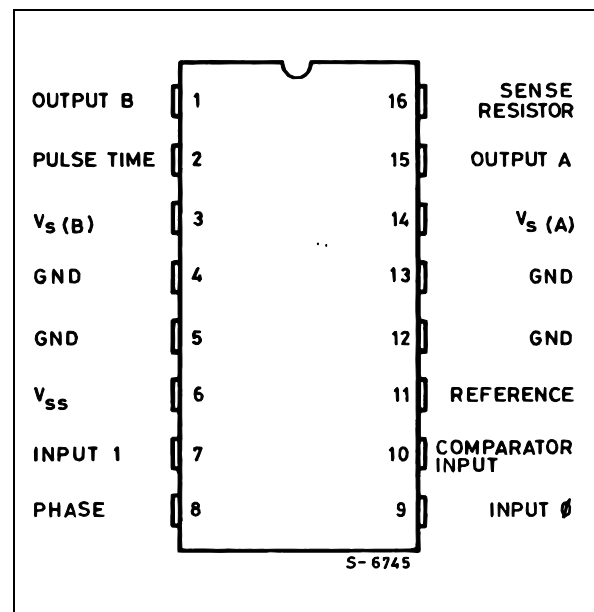 OUTPUT B 1 16 SENSE RESISTOR
PULSE TIME 2 15 OUTPUT A
Vs (B) 3 14 Vs (A)
GND 4 13 GND
GND 5 12 GND
Vss 6 11 REFERENCE
INPUT 1 7 10 COMPARATOR INPUT
PHASE 8 9 INPUT Ø
S-6745